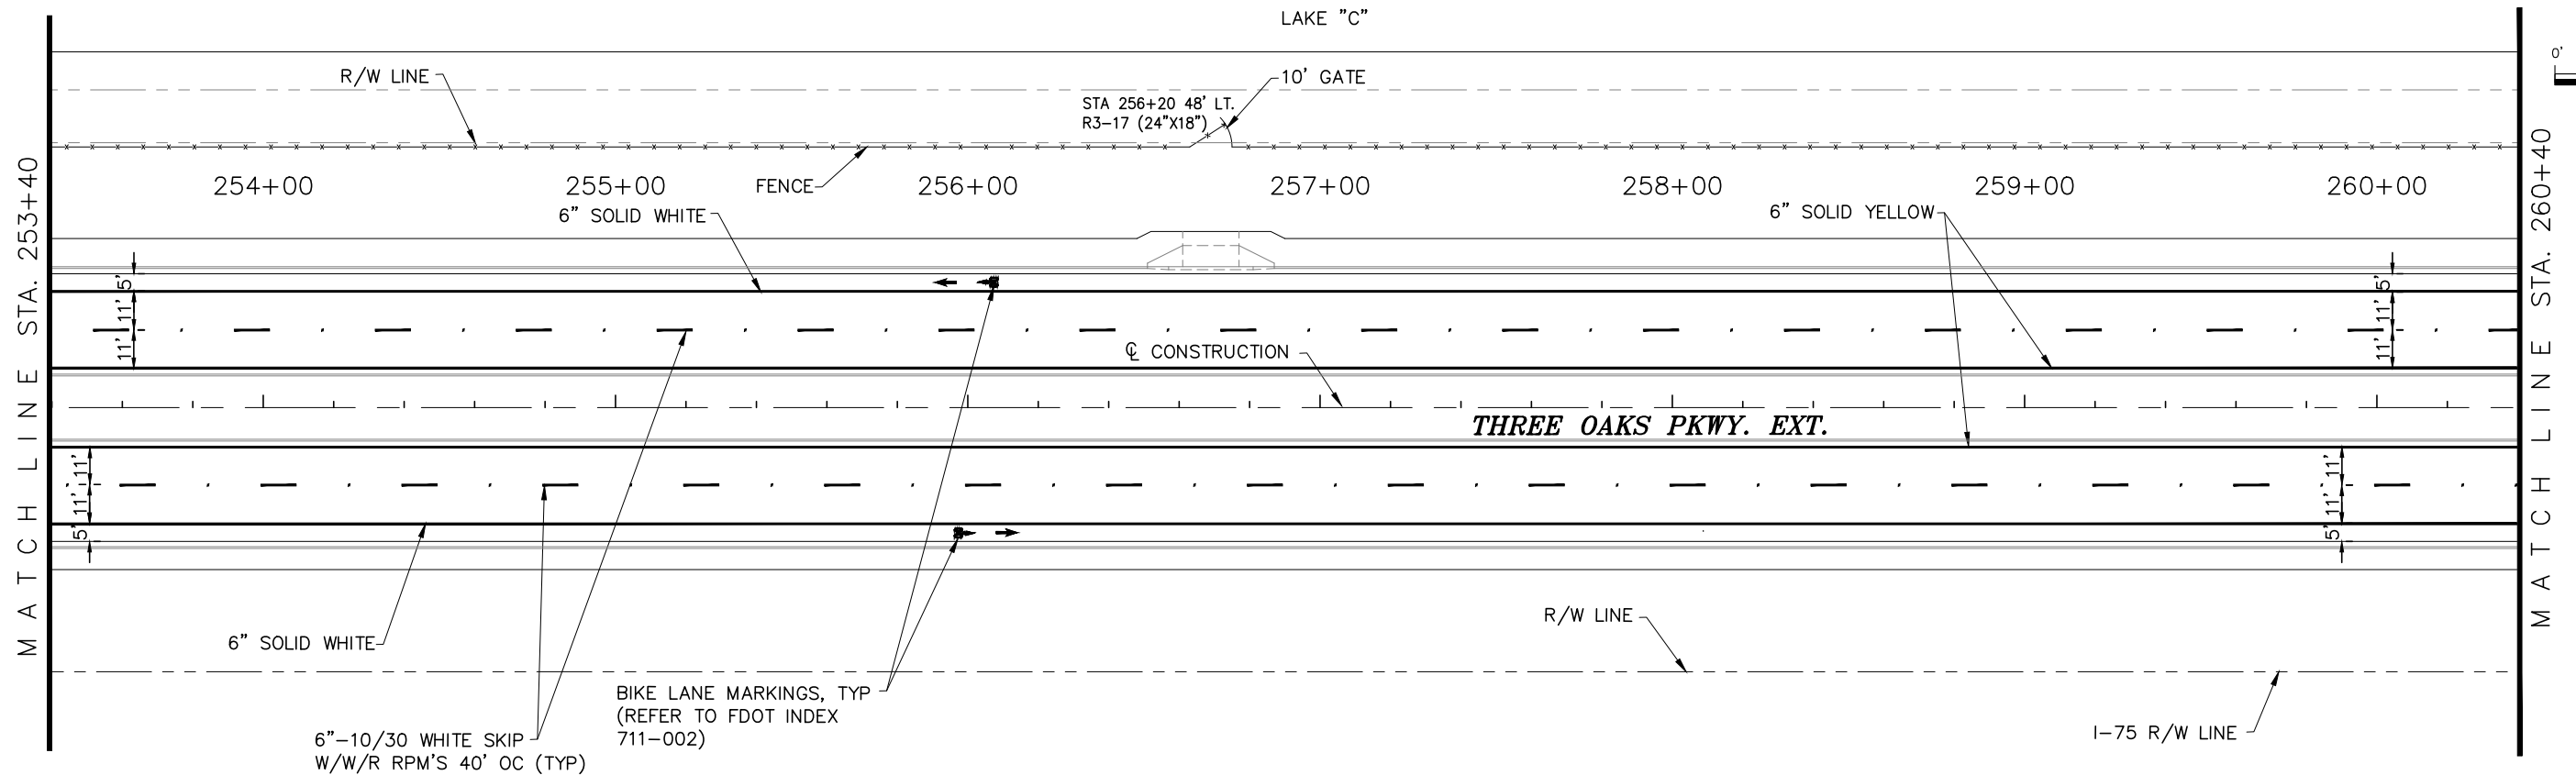 LAKE "C"
0'
R/W LINE
10' GATE
STA 256+20 48' LT.
R3-17 (24"X18")
FENCE
254+00 255+00 256+00 257+00 258+00 259+00 260+00
6" SOLID WHITE
6" SOLID YELLOW
MATCH LINE STA. 253+40
MATCH LINE STA. 260+40
5'
11'
11'
5'
11'
11'
℄ CONSTRUCTION
THREE OAKS PKWY. EXT.
11'
11'
5'
11'
11'
5'
6" SOLID WHITE
R/W LINE
BIKE LANE MARKINGS, TYP
(REFER TO FDOT INDEX
711-002)
6"-10/30 WHITE SKIP
W/W/R RPM'S 40' OC (TYP)
I-75 R/W LINE